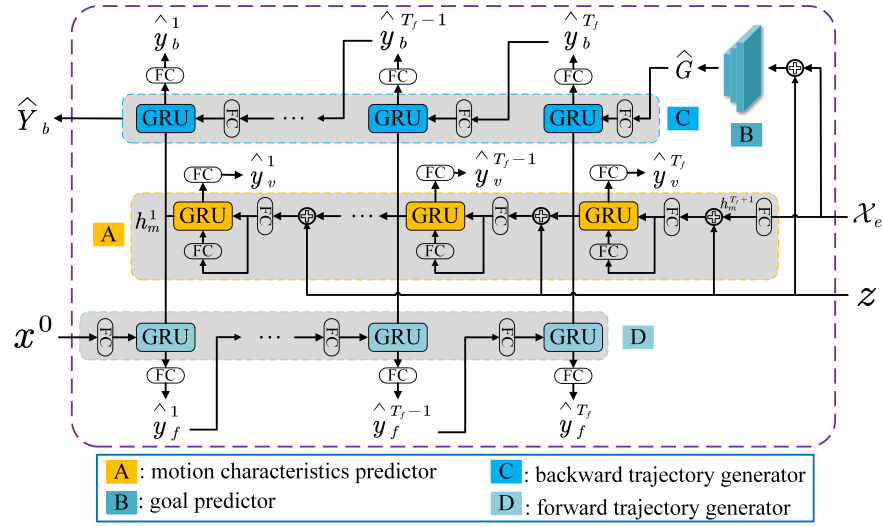 ŷ_b^1 ŷ_b^{T_f−1} ŷ_b^{T_f}
FC FC FC Ĝ
Ŷ_b GRU FC ⋯ GRU FC GRU FC C B
FC ŷ_v^1 FC ŷ_v^{T_f−1} FC ŷ_v^{T_f}
A h_m^1 GRU FC ⋯ GRU FC GRU FC h_m^{T_f+1} FC 𝒳_e
FC FC FC
z
x^0 FC GRU ⋯ FC GRU FC GRU D
FC FC FC
ŷ_f^1 ŷ_f^{T_f−1} ŷ_f^{T_f}
A : motion characteristics predictor
B : goal predictor
C : backward trajectory generator
D : forward trajectory generator